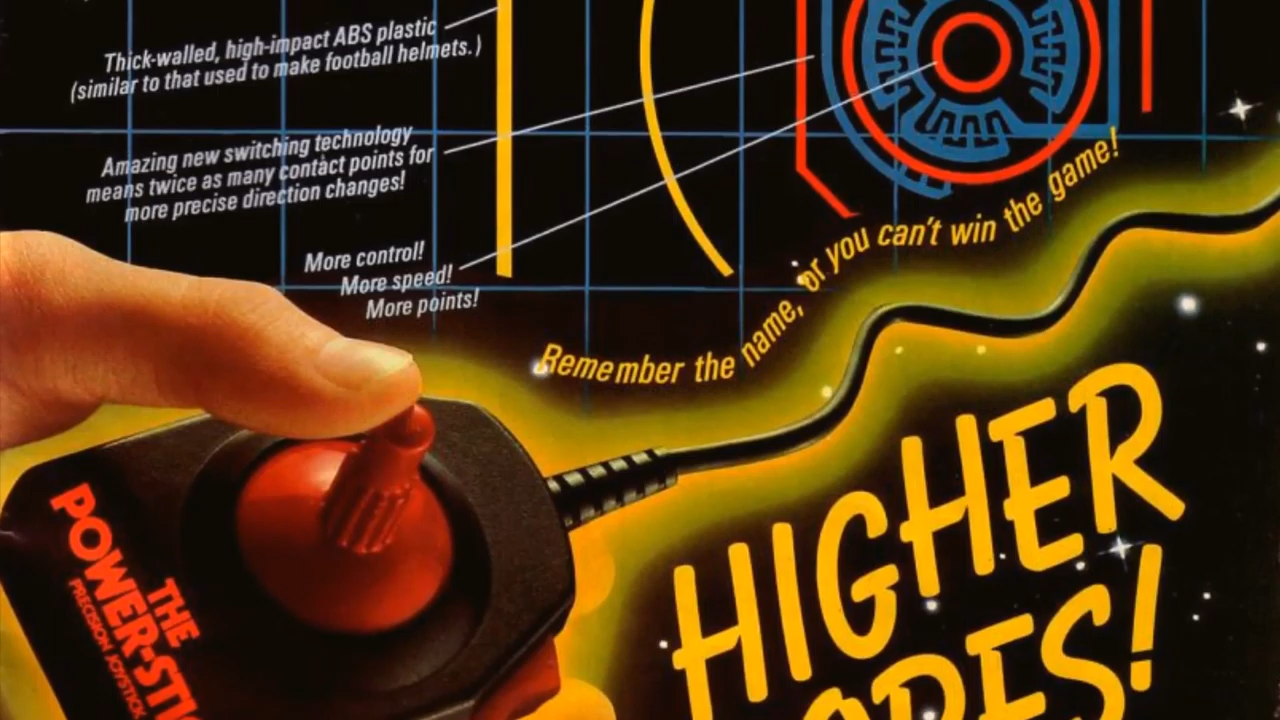 Thick-walled, high-impact ABS plastic
(similar to that used to make football helmets.)
Amazing new switching technology
means twice as many contact points for
more precise direction changes!
More control!
More speed!
More points!
Remember the name, or you can't win the game!
HIGHER
THE
POWER-STI
PRECISION JOYSTICK